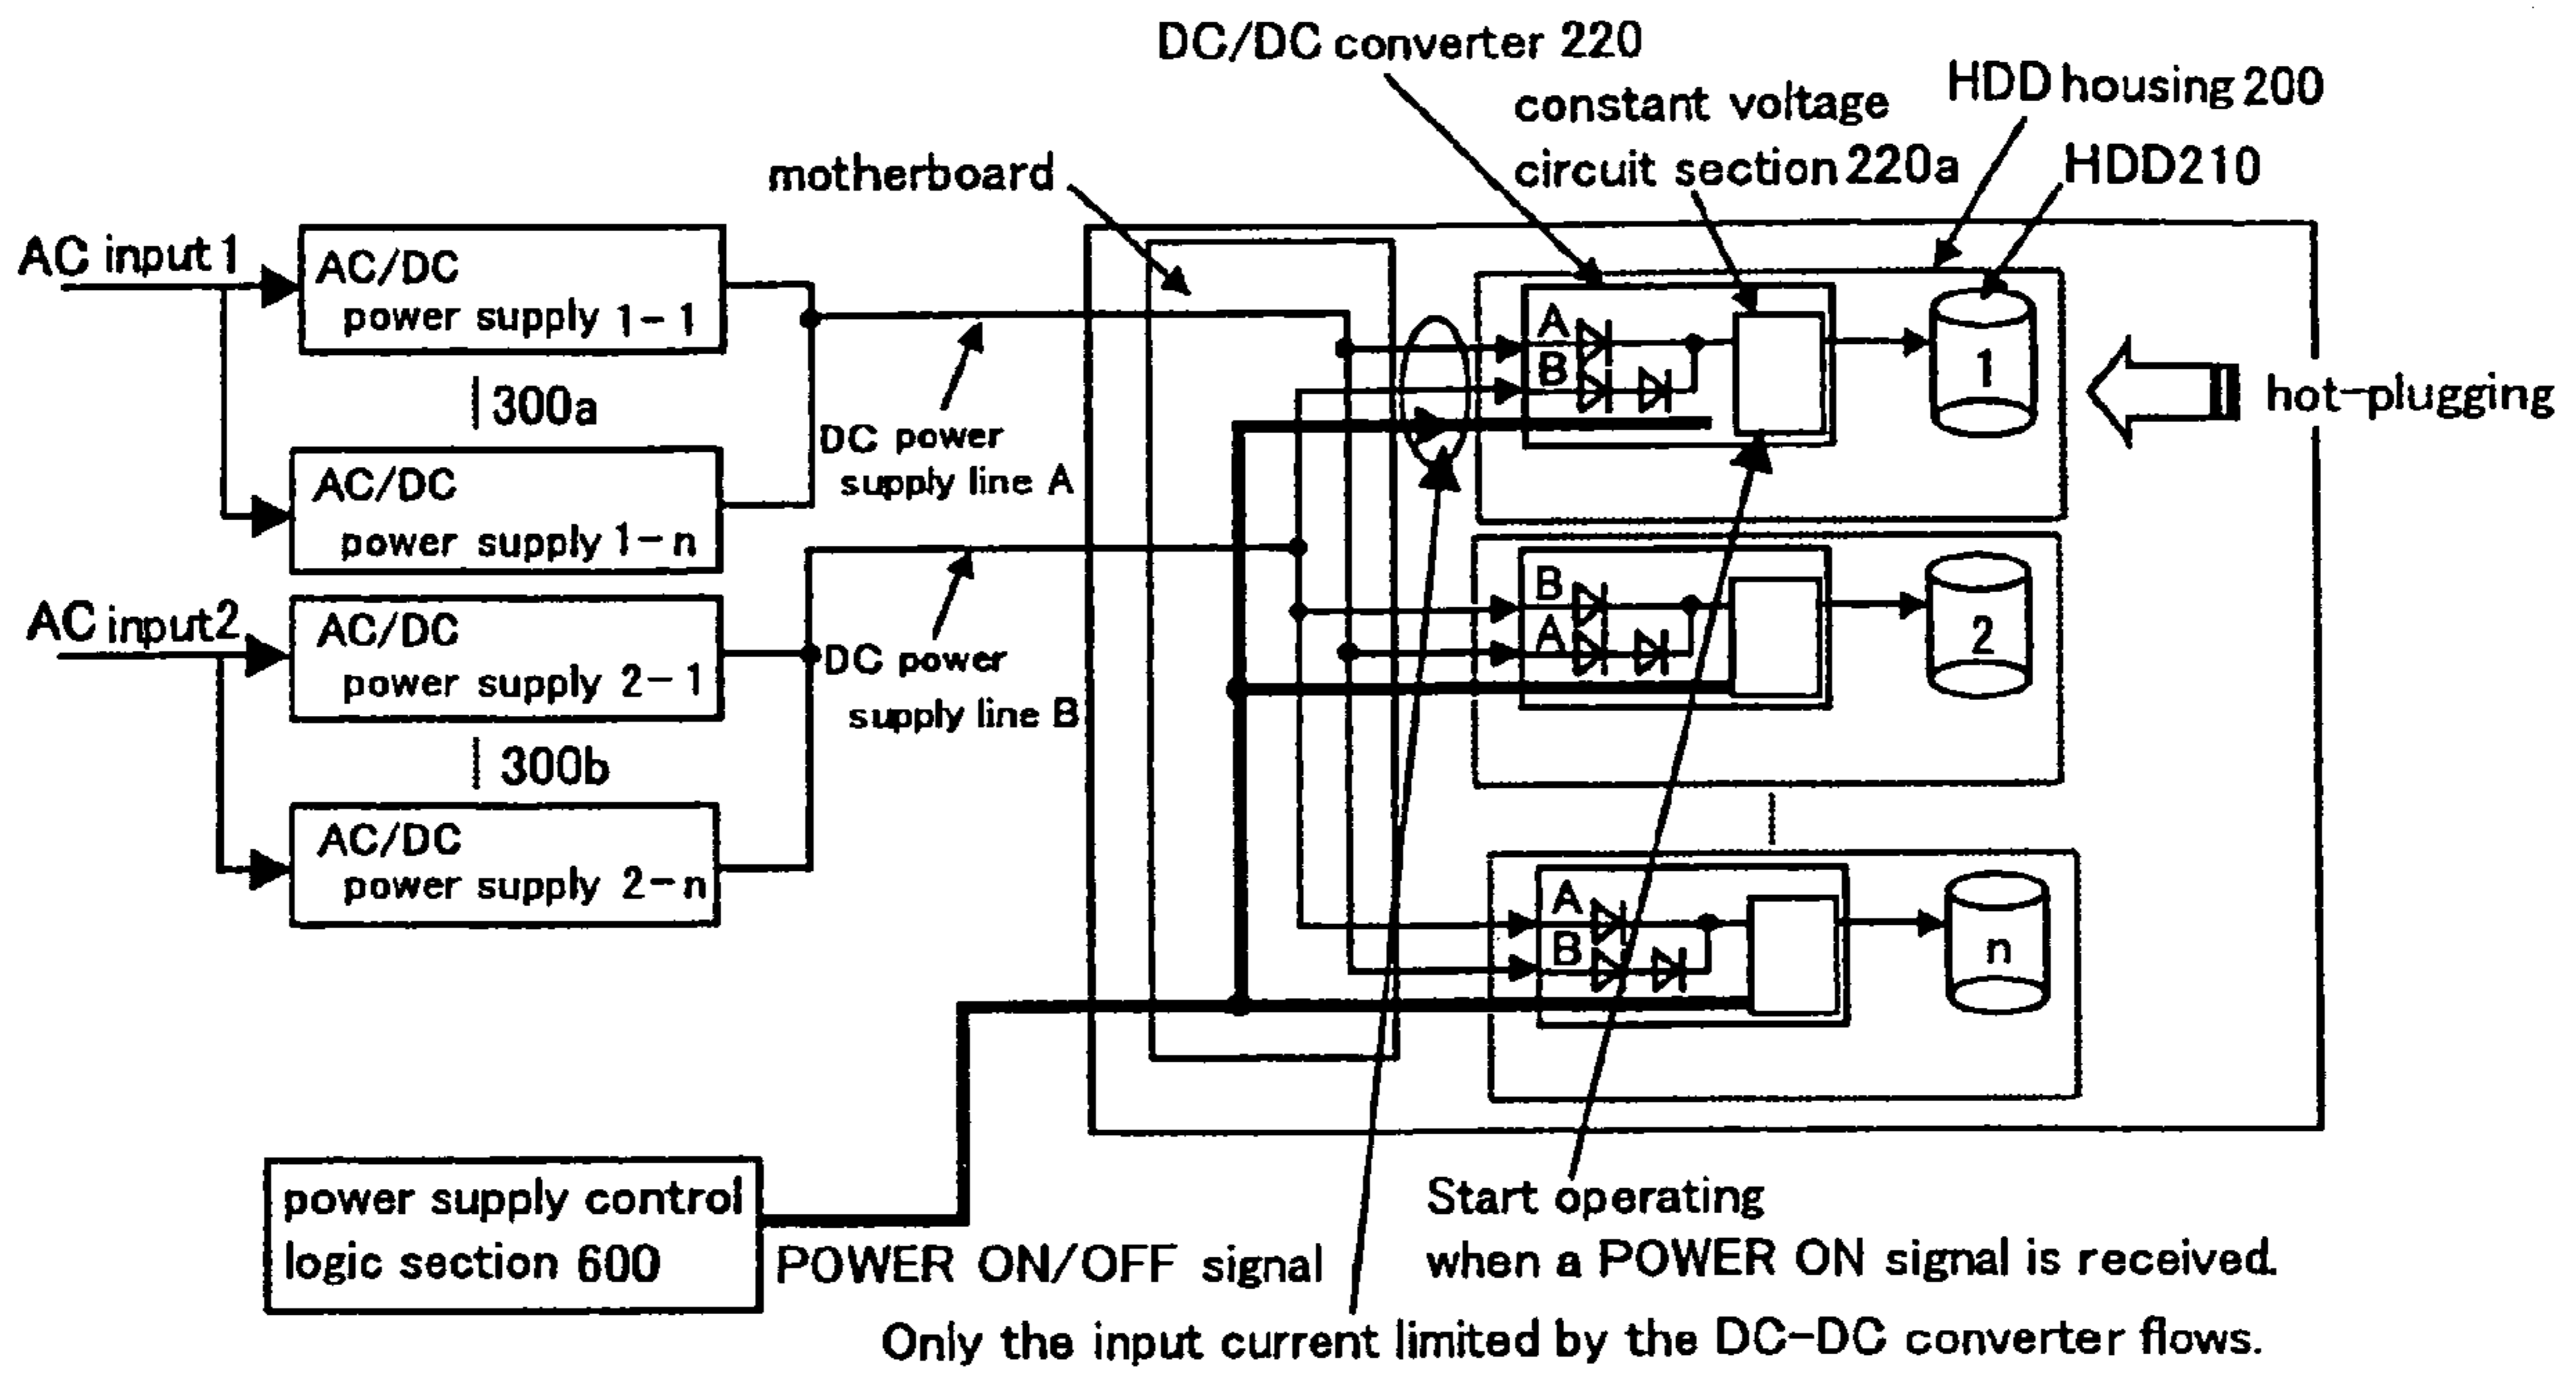 DC/DC converter 220
constant voltage
circuit section 220a
HDD housing 200
HDD210
motherboard
AC input 1
AC/DC
power supply 1-1
300a
AC/DC
power supply 1-n
DC power
supply line A
AC input2
AC/DC
power supply 2-1
300b
AC/DC
power supply 2-n
DC power
supply line B
A
B
1
hot-plugging
B
A
2
A
B
n
power supply control
logic section 600
POWER ON/OFF signal
Start operating
when a POWER ON signal is received.
Only the input current limited by the DC-DC converter flows.